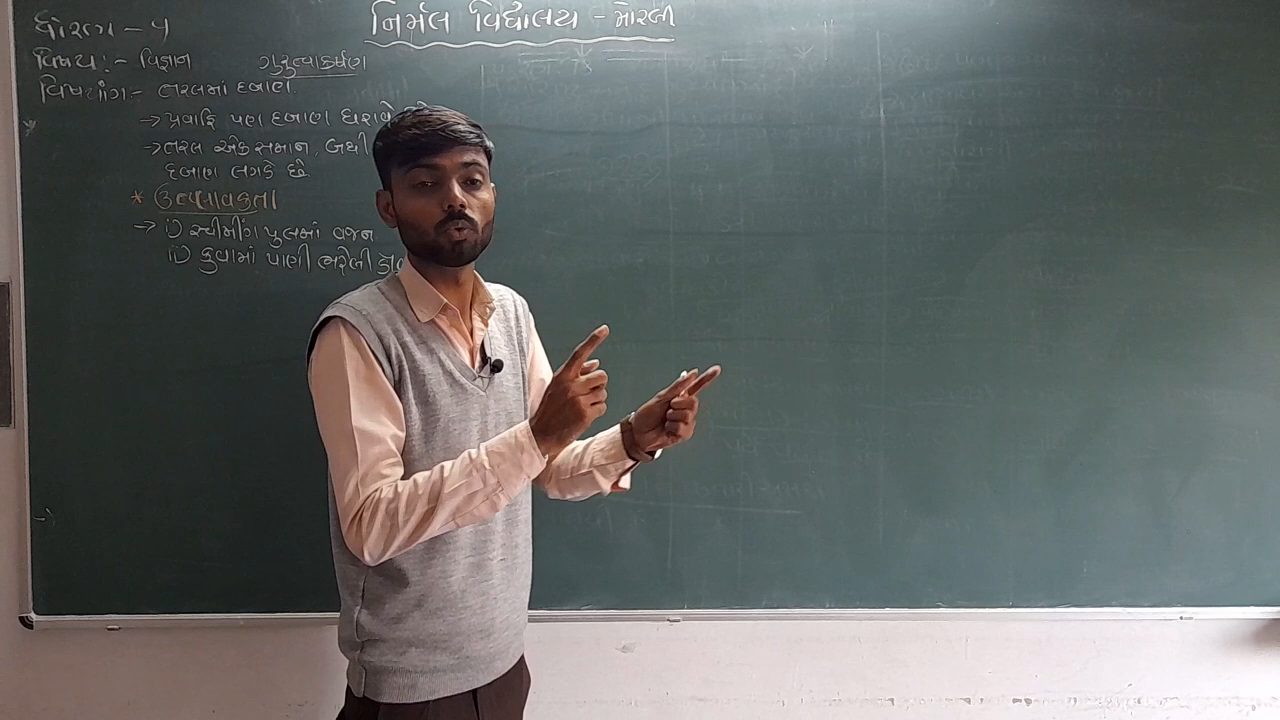 નિર્મલ વિદ્યાલય - મોરબી
ધોરણ - ૫
વિષય :- વિજ્ઞાન ગુરુત્વાકર્ષણ
વિષયાંગ :- તરલમાં દબાણ.
→ પ્રવાહિ પણ દબાણ ધરાવે
→ તરલ એક સમાન, બધી
દબાણ લગાડે છે.
* ઉત્પ્લાવકતા
→ i) સ્વીમીંગ પુલમાં વજન
ii) કુવામાં પાણી ભરેલી